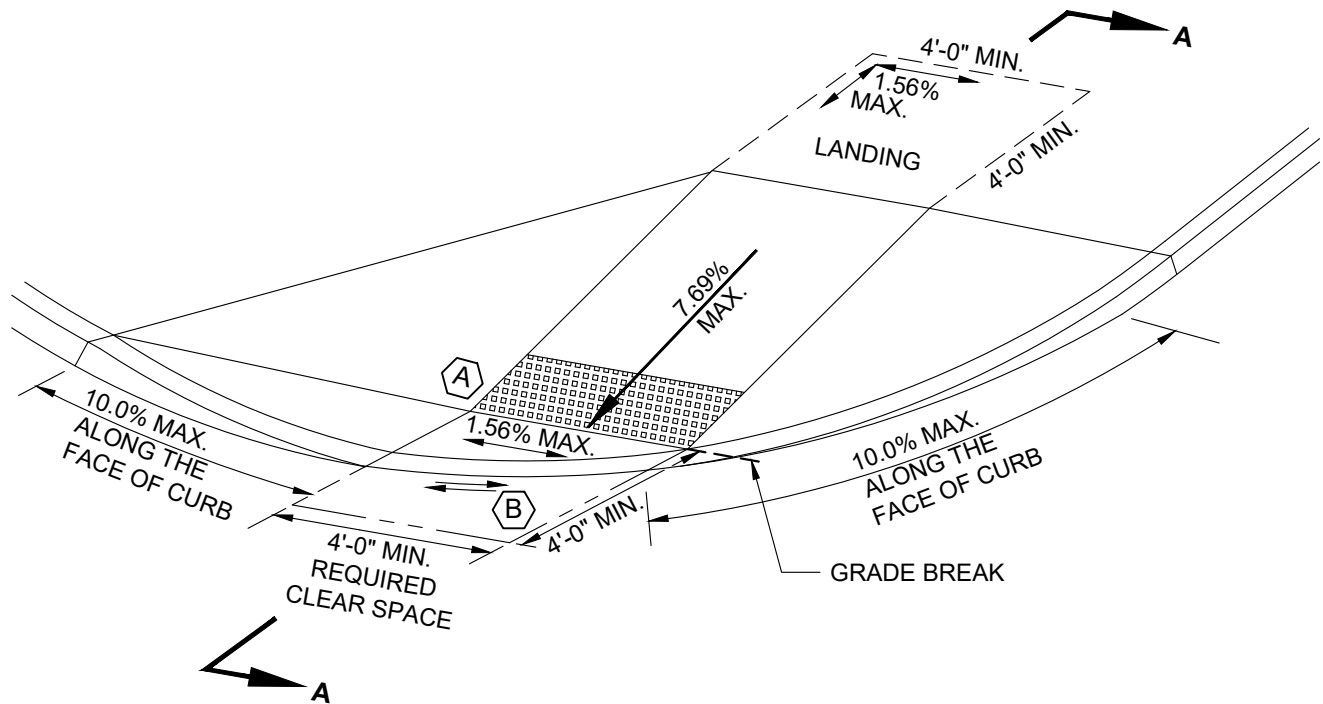 A
4'-0" MIN.
1.56%
MAX.
LANDING
4'-0" MIN.
7.69%
MAX.
A
1.56% MAX.
10.0% MAX.
ALONG THE
FACE OF CURB
10.0% MAX.
ALONG THE
FACE OF CURB
B
4'-0" MIN.
4'-0" MIN.
REQUIRED
CLEAR SPACE
GRADE BREAK
A